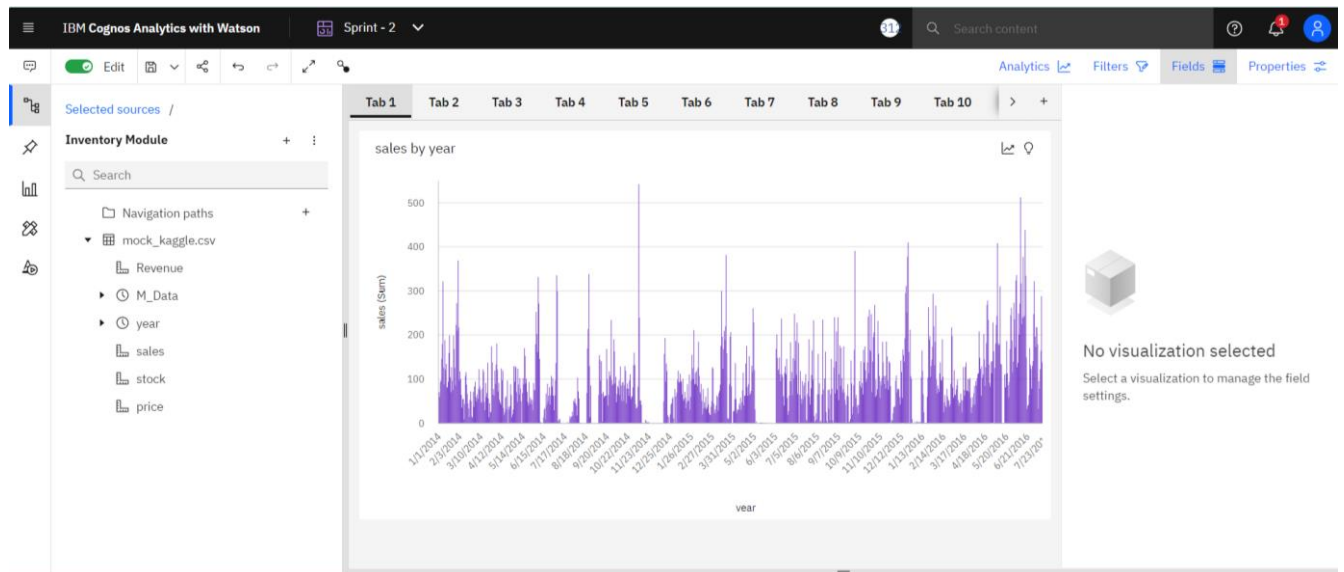 IBM Cognos Analytics with Watson
Sprint - 2
Search content
1
Edit
Analytics
Filters
Fields
Properties
Selected sources /
Inventory Module
Search
Navigation paths
mock_kaggle.csv
Revenue
M_Data
year
sales
stock
price
Tab 1 Tab 2 Tab 3 Tab 4 Tab 5 Tab 6 Tab 7 Tab 8 Tab 9 Tab 10
sales by year
sales (Sum)
500
400
300
200
100
0
1/1/2014 2/3/2014 3/10/2014 4/12/2014 5/14/2014 6/15/2014 7/17/2014 8/18/2014 9/20/2014 10/22/2014 11/23/2014 12/25/2014 1/26/2015 2/27/2015 3/31/2015 5/2/2015 6/3/2015 7/5/2015 8/6/2015 9/7/2015 10/9/2015 11/10/2015 12/12/2015 1/13/2016 2/14/2016 3/17/2016 4/18/2016 5/20/2016 6/21/2016 7/23/20*
year
No visualization selected
Select a visualization to manage the field
settings.